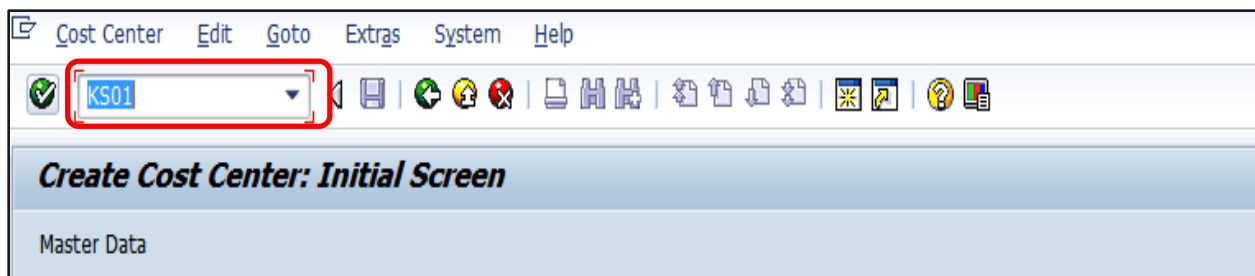 Cost Center Edit Goto Extras System Help
KS01
Create Cost Center: Initial Screen
Master Data